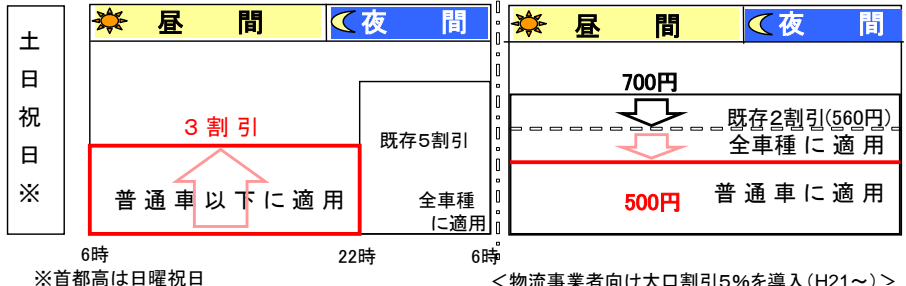 土日祝日※
昼　間
夜　間
3割引
普通車以下に適用
既存5割引
全車種
に適用
6時
22時
6時
※首都高は日曜祝日
昼　間
夜　間
700円
既存2割引(560円)
全車種に適用
500円
普通車に適用
<物流事業者向け大口割引5%を導入(H21~)>